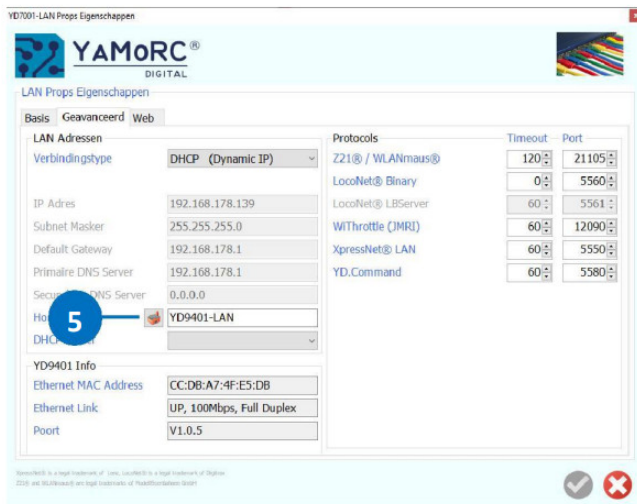 YD7001-LAN Props Eigenschappen
YAMORC®
DIGITAL
LAN Props Eigenschappen
Basis Geavanceerd Web
LAN Adressen
Verbindingstype DHCP (Dynamic IP)
IP Adres 192.168.178.139
Subnet Masker 255.255.255.0
Default Gateway 192.168.178.1
Primaire DNS Server 192.168.178.1
DNS Server 0.0.0.0
5 YD9401-LAN
YD9401 Info
Ethernet MAC Address CC:DB:A7:4F:E5:DB
Ethernet Link UP, 100Mbps, Full Duplex
Poort V1.0.5
Protocols Timeout Port
Z21® / WLANmaus® 120 21105
LocoNet® Binary 0 5560
LocoNet® LBServer 60 5561
WiThrottle (JMRI) 60 12090
XpressNet® LAN 60 5550
YD.Command 60 5580